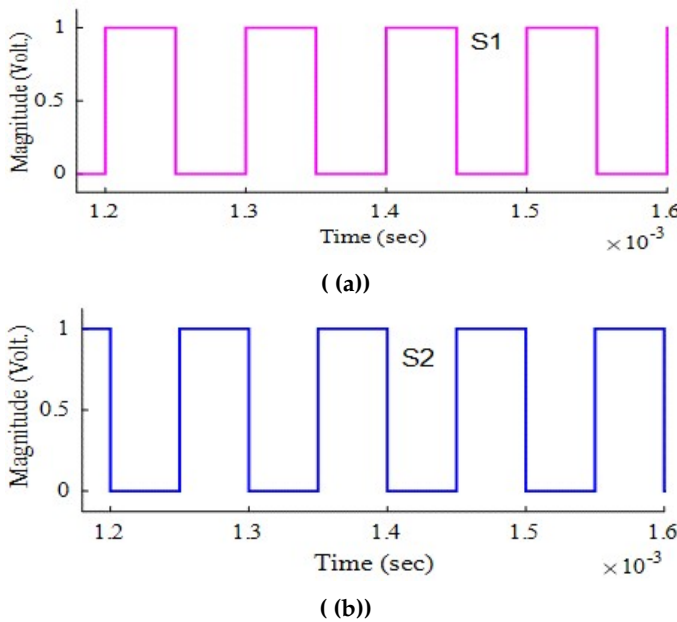 Magnitude (Volt.)
1
0.5
0
S1
1.2 1.3 1.4 1.5 1.6
Time (sec)
×10⁻³
( (a))
Magnitude (Volt.)
1
0.5
0
S2
1.2 1.3 1.4 1.5 1.6
Time (sec)
×10⁻³
( (b))